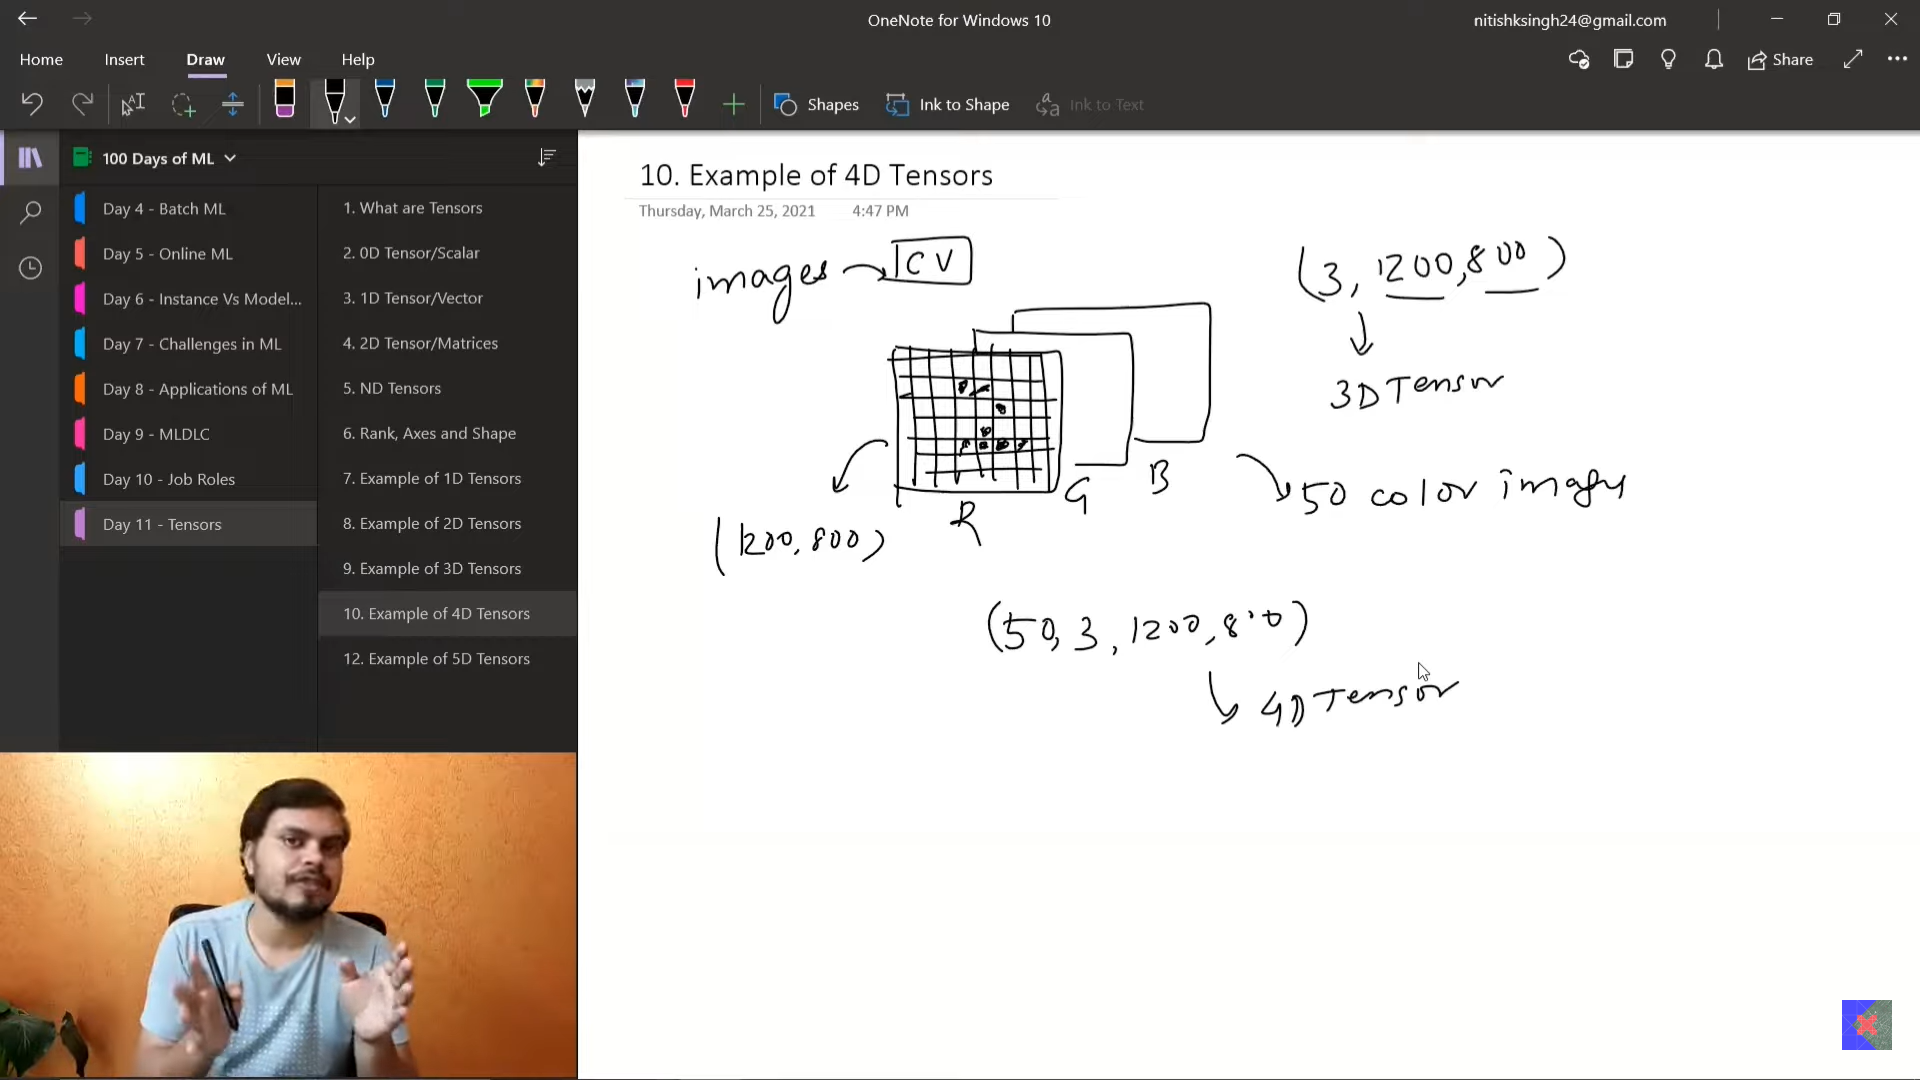 OneNote for Windows 10
nitishksingh24@gmail.com
Home
Insert
Draw
View
Help
Share
Shapes
Ink to Shape
Ink to Text
100 Days of ML
Day 4 - Batch ML
Day 5 - Online ML
Day 6 - Instance Vs Model...
Day 7 - Challenges in ML
Day 8 - Applications of ML
Day 9 - MLDLC
Day 10 - Job Roles
Day 11 - Tensors
1. What are Tensors
2. 0D Tensor/Scalar
3. 1D Tensor/Vector
4. 2D Tensor/Matrices
5. ND Tensors
6. Rank, Axes and Shape
7. Example of 1D Tensors
8. Example of 2D Tensors
9. Example of 3D Tensors
10. Example of 4D Tensors
12. Example of 5D Tensors
10. Example of 4D Tensors
Thursday, March 25, 2021 4:47 PM
images CV
(3, 1200, 800)
3D Tensor
R G B
50 color images
(1200, 800)
(50, 3, 1200, 800)
4D Tensor